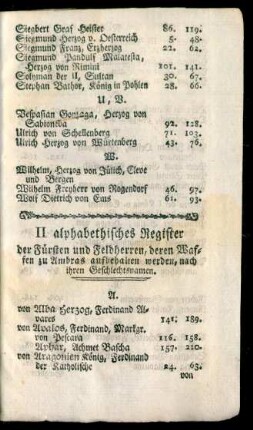 Siegbert Graf Heister 86. 119.
Siegmund Herzog v. Oesterreich 5. 48.
Siegmund Franz, Erzherzog 22. 64.
Siegmund Pandulf Malatesta,
Herzog von Rimini 101. 141.
Solyman der II, Sultan 30. 67.
Stephan Bathor, König in Pohlen 28. 66.
U, V.
Vespasian Gonzaga, Herzog von
Sabioneda 92. 128.
Ulrich von Schellenberg 71. 103.
Ulrich Herzog von Würtenberg 43. 76.
W.
Wilhelm, Herzog von Jülich, Cleve
und Bergen
Wilhelm Freyherr von Rogendorf 46. 97.
Wolf Dietrich von Ems 61. 93.
II alphabethisches Register
der Fürsten und Feldherren, deren Waf-
fen zu Ambras aufbehalten werden, nach
ihren Geschlechtsnamen.
A.
von Alba Herzog, Ferdinand Al-
vares 141. 189.
von Avalos, Ferdinand, Markgr.
von Pescara 116. 158.
Aybar, Achmet Bascha 157. 210.
von Aragonien König, Ferdinand
der Katholische 24. 63.
von